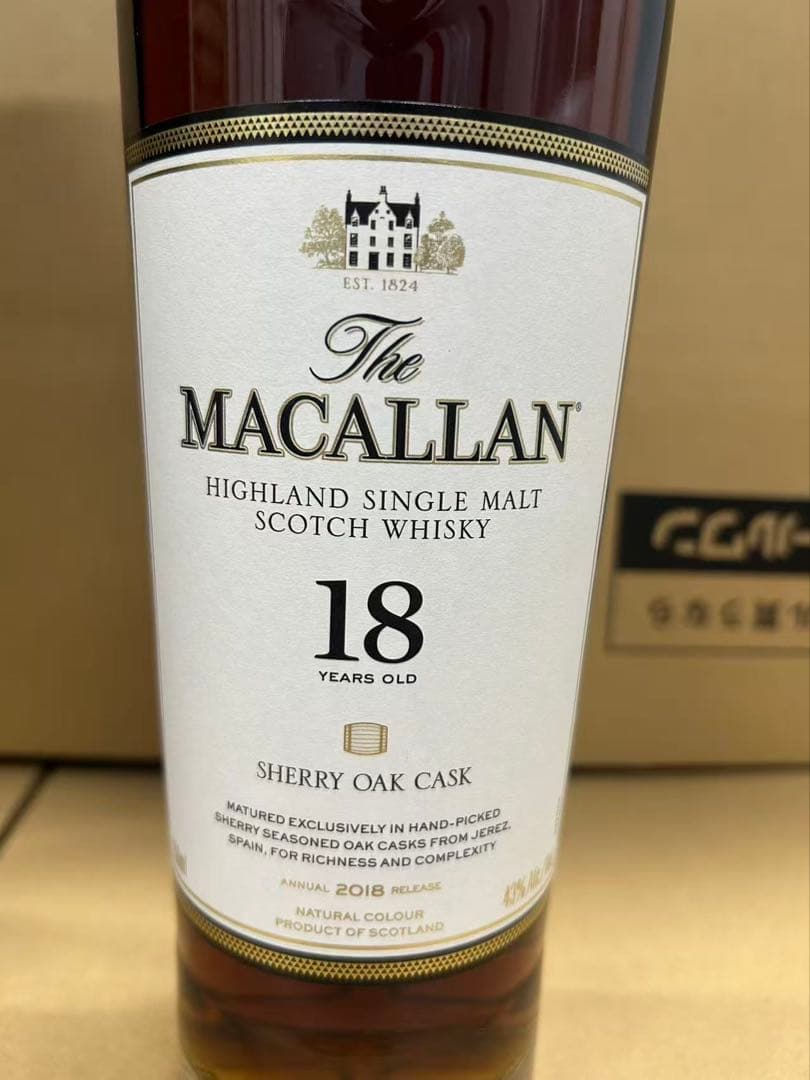 EST. 1824
The
MACALLAN®
HIGHLAND SINGLE MALT
SCOTCH WHISKY
18
YEARS OLD
SHERRY OAK CASK
MATURED EXCLUSIVELY IN HAND-PICKED
SHERRY SEASONED OAK CASKS FROM JEREZ,
SPAIN, FOR RICHNESS AND COMPLEXITY
ANNUAL 2018 RELEASE
43%
NATURAL COLOUR
PRODUCT OF SCOTLAND